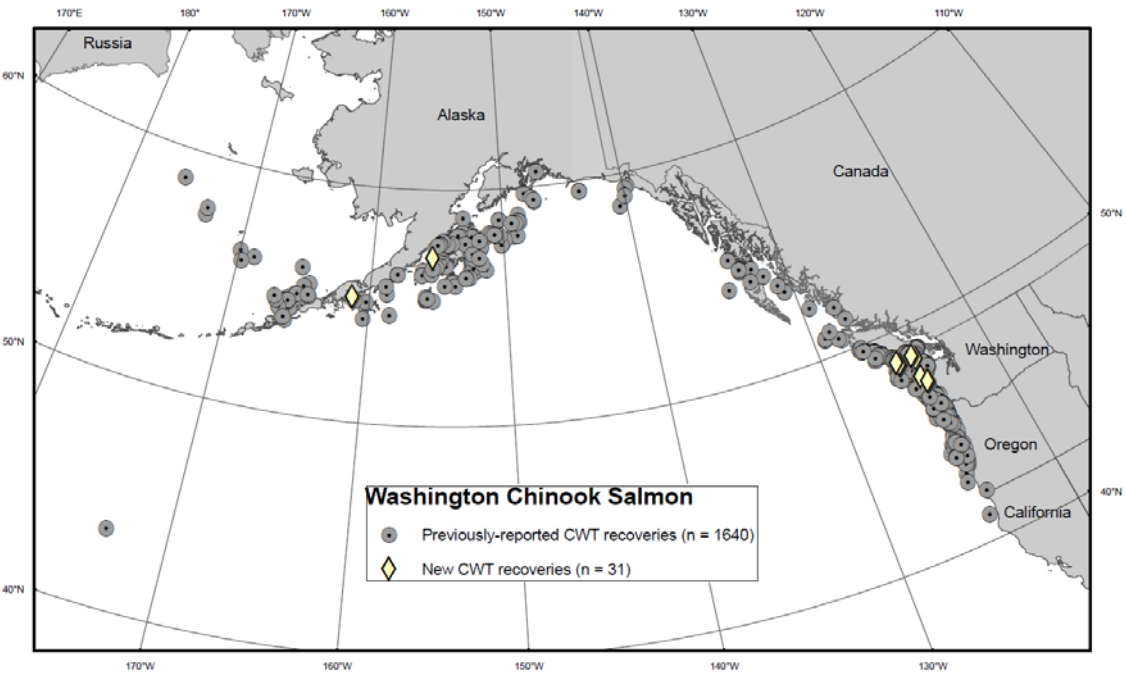 170°E 180° 170°W 160°W 150°W 140°W 130°W 120°W 110°W
Russia
60°N
Alaska
Canada
50°N
50°N
Washington
Oregon
40°N
Washington Chinook Salmon
California
Previously-reported CWT recoveries (n = 1640)
New CWT recoveries (n = 31)
40°N
170°W 160°W 150°W 140°W 130°W